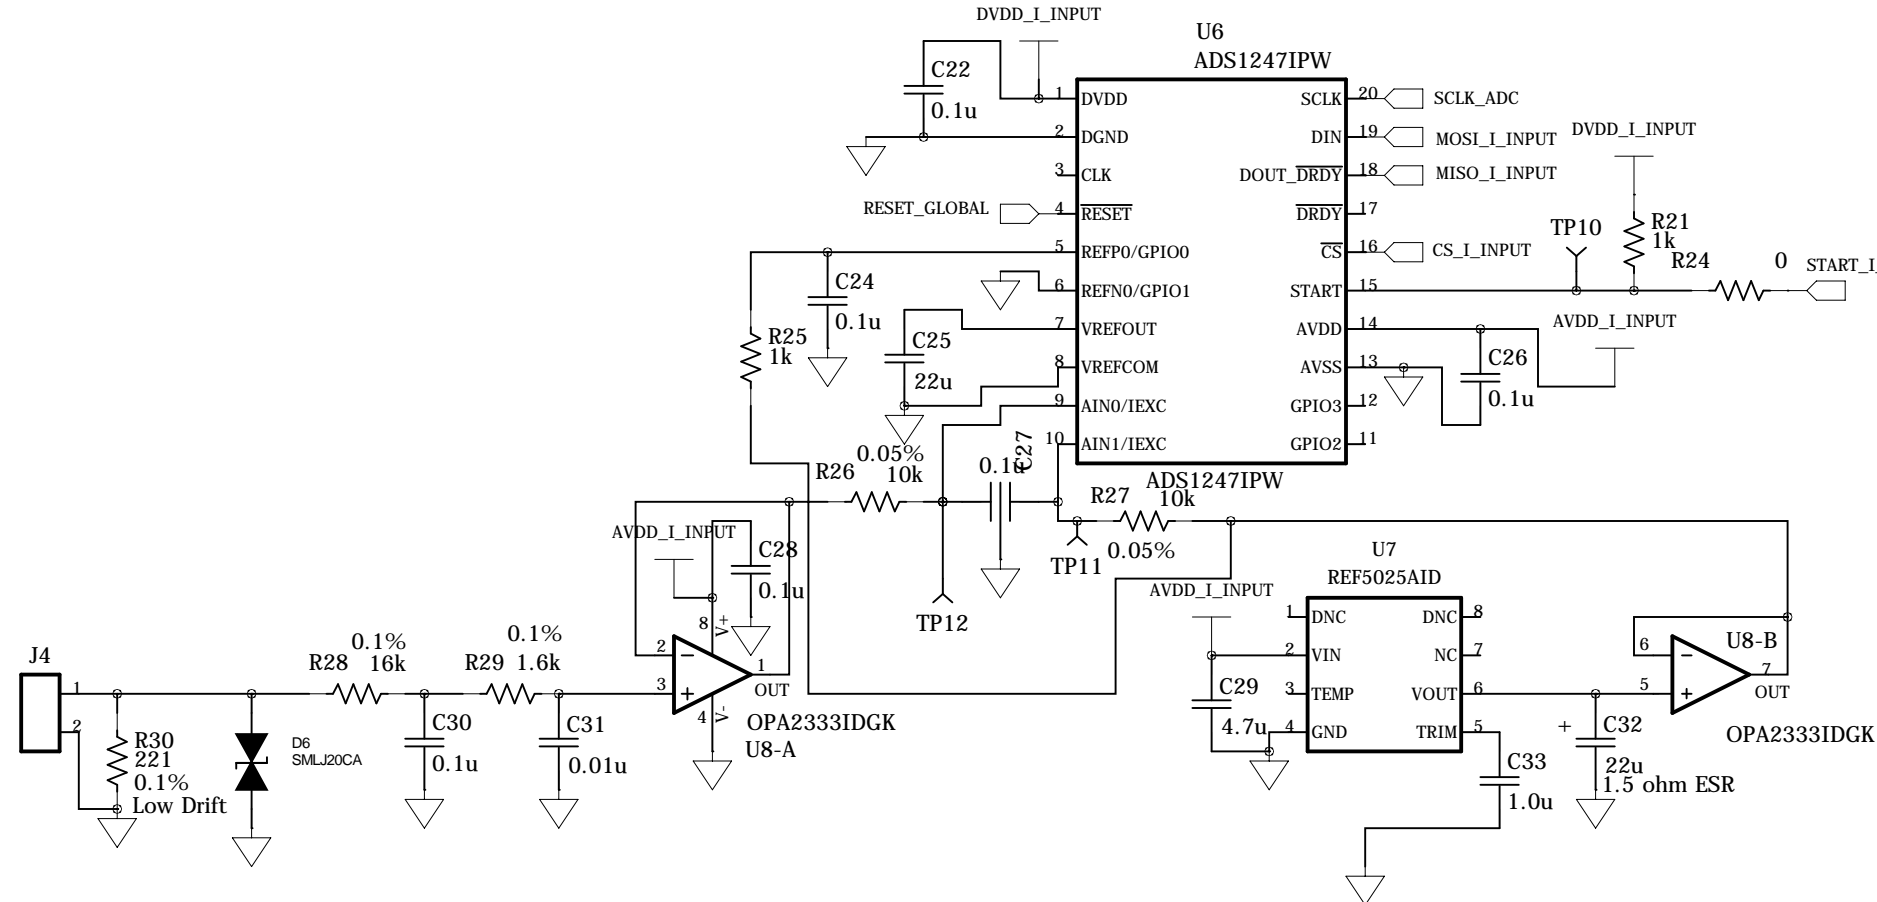 DVDD_I_INPUT
U6
ADS1247IPW
C22
0.1u
1 DVDD
2 DGND
3 CLK
4 RESET
5 REFP0/GPIO0
6 REFN0/GPIO1
7 VREFOUT
8 VREFCOM
9 AIN0/IEXC
10 AIN1/IEXC
SCLK 20
DIN 19
DOUT_DRDY 18
DRDY 17
CS 16
START 15
AVDD 14
AVSS 13
GPIO3 12
GPIO2 11
ADS1247IPW
SCLK_ADC
MOSI_I_INPUT
MISO_I_INPUT
CS_I_INPUT
DVDD_I_INPUT
TP10
R21
1k
R24
0
START_I_
AVDD_I_INPUT
C26
0.1u
RESET_GLOBAL
C24
0.1u
R25
1k
C25
22u
R26
0.05%
10k
0.1u
C27
R27
10k
0.05%
TP11
TP12
AVDD_I_INPUT
C28
0.1u
8 V+
2
3
1
OUT
4 V-
OPA2333IDGK
U8-A
J4
1
2
R30
221
0.1%
Low Drift
D6
SMLJ20CA
0.1%
R28 16k
0.1%
R29 1.6k
C30
0.1u
C31
0.01u
U7
REF5025AID
AVDD_I_INPUT
1 DNC
2 VIN
3 TEMP
4 GND
DNC 8
NC 7
VOUT 6
TRIM 5
C29
4.7u
C33
1.0u
+
C32
22u
1.5 ohm ESR
6
5
U8-B
7
OUT
OPA2333IDGK